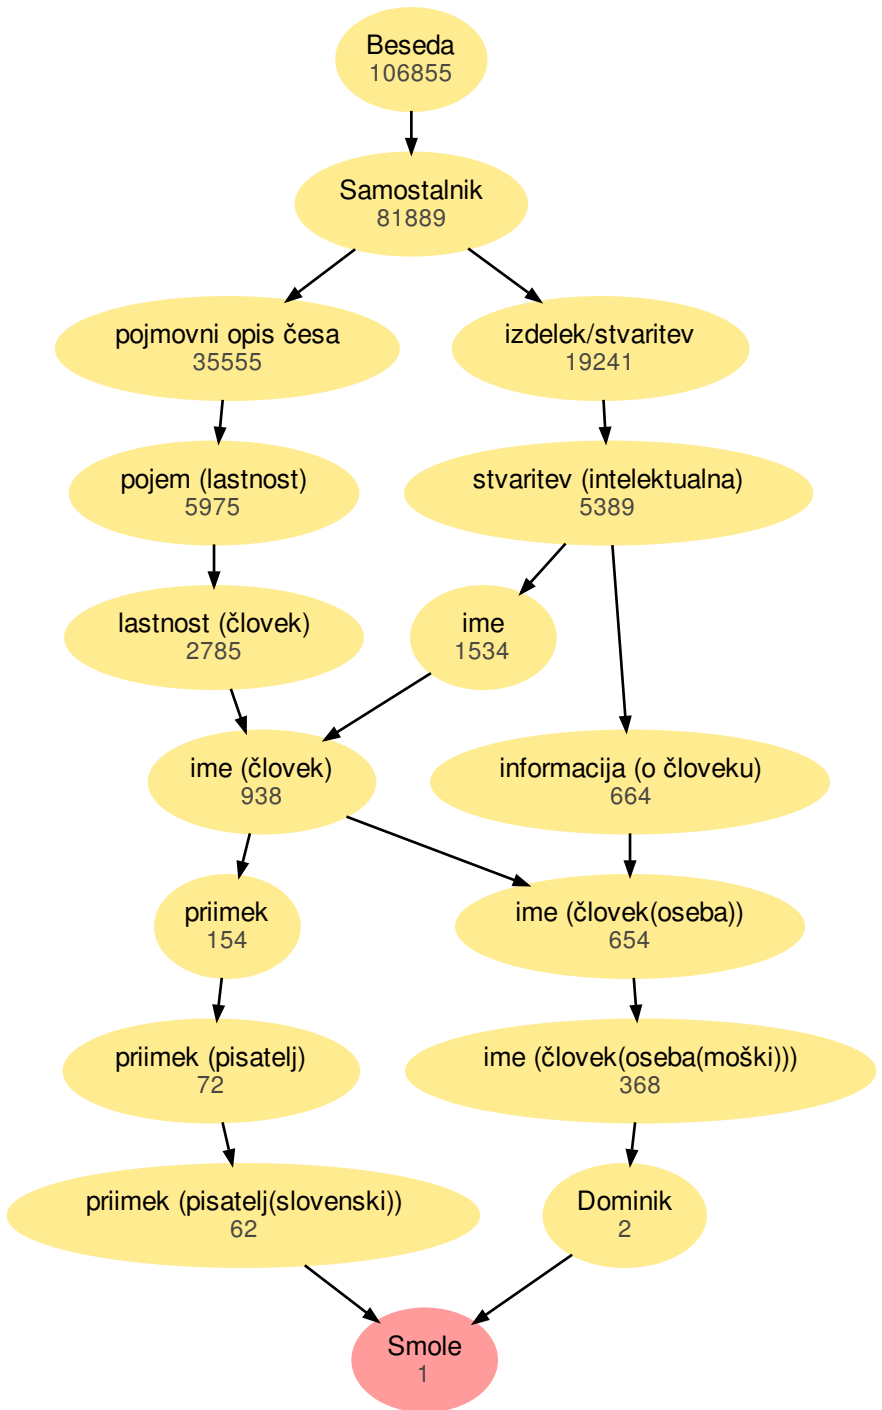 Beseda
106855
Samostalnik
81889
pojmovni opis česa
35555
izdelek/stvaritev
19241
pojem (lastnost)
5975
stvaritev (intelektualna)
5389
lastnost (človek)
2785
ime
1534
ime (človek)
938
informacija (o človeku)
664
priimek
154
ime (človek(oseba))
654
priimek (pisatelj)
72
ime (človek(oseba(moški)))
368
priimek (pisatelj(slovenski))
62
Dominik
2
Smole
1